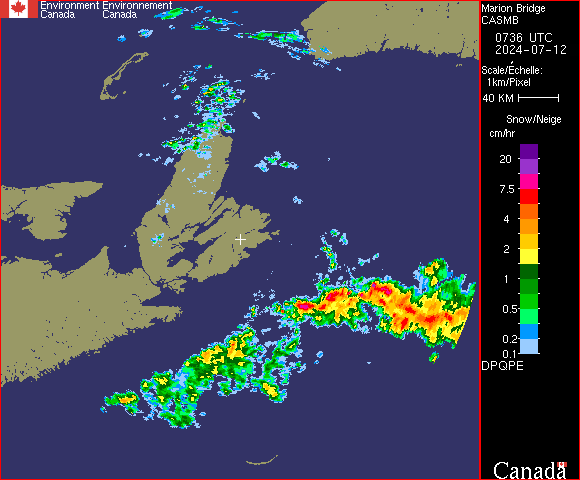 Environment Environnement
Canada Canada
Marion Bridge
CASMB
0736 UTC
2024-07-12
Scale/Échelle:
1km/Pixel
40 KM
Snow/Neige
cm/hr
20
7.5
4
2
1
0.5
0.2
0.1
DPQPE
Canada